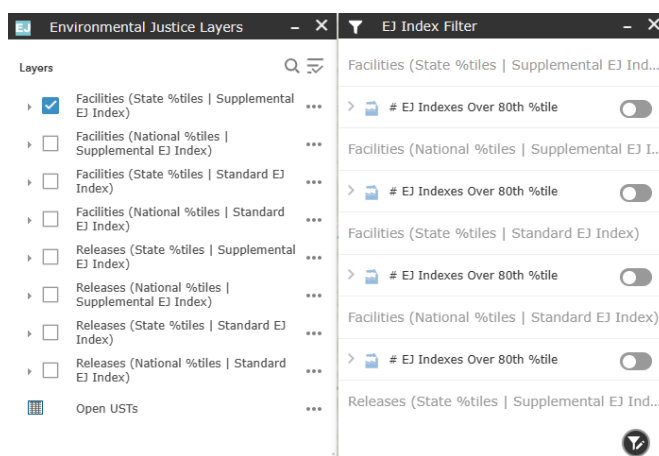 EJ Environmental Justice Layers
Layers
Facilities (State %tiles | Supplemental
EJ Index)
Facilities (National %tiles |
Supplemental EJ Index)
Facilities (State %tiles | Standard EJ
Index)
Facilities (National %tiles | Standard
EJ Index)
Releases (State %tiles | Supplemental
EJ Index)
Releases (National %tiles |
Supplemental EJ Index)
Releases (State %tiles | Standard EJ
Index)
Releases (National %tiles | Standard
EJ Index)
Open USTs
EJ Index Filter
Facilities (State %tiles | Supplemental EJ Ind...
# EJ Indexes Over 80th %tile
Facilities (National %tiles | Supplemental EJ I...
# EJ Indexes Over 80th %tile
Facilities (State %tiles | Standard EJ Index)
# EJ Indexes Over 80th %tile
Facilities (National %tiles | Standard EJ Index)
# EJ Indexes Over 80th %tile
Releases (State %tiles | Supplemental EJ Ind...